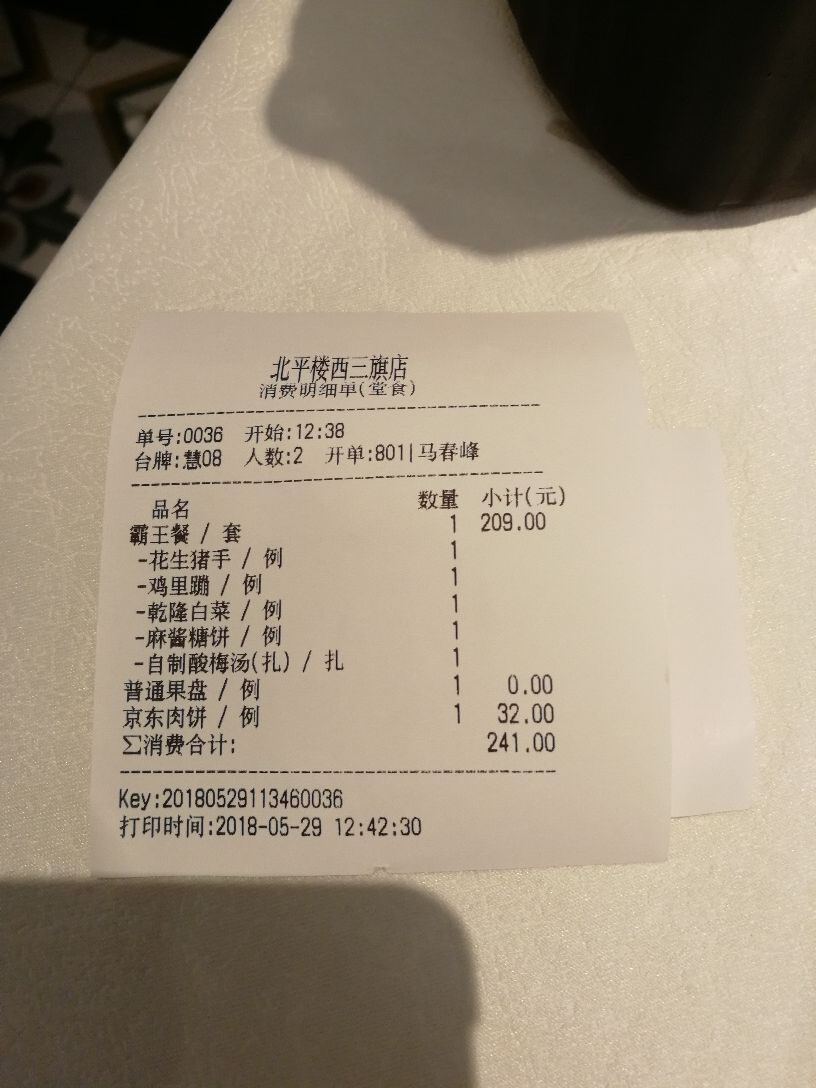 北平楼西三旗店
消费明细单(堂食)
单号:0036 开始:12:38
台牌:慧08 人数:2 开单:801|马春峰
品名 数量 小计(元)
霸王餐 / 套 1 209.00
-花生猪手 / 例 1
-鸡里蹦 / 例 1
-乾隆白菜 / 例 1
-麻酱糖饼 / 例 1
-自制酸梅汤(扎) / 扎 1
普通果盘 / 例 1 0.00
京东肉饼 / 例 1 32.00
∑消费合计: 241.00
Key:20180529113460036
打印时间:2018-05-29 12:42:30